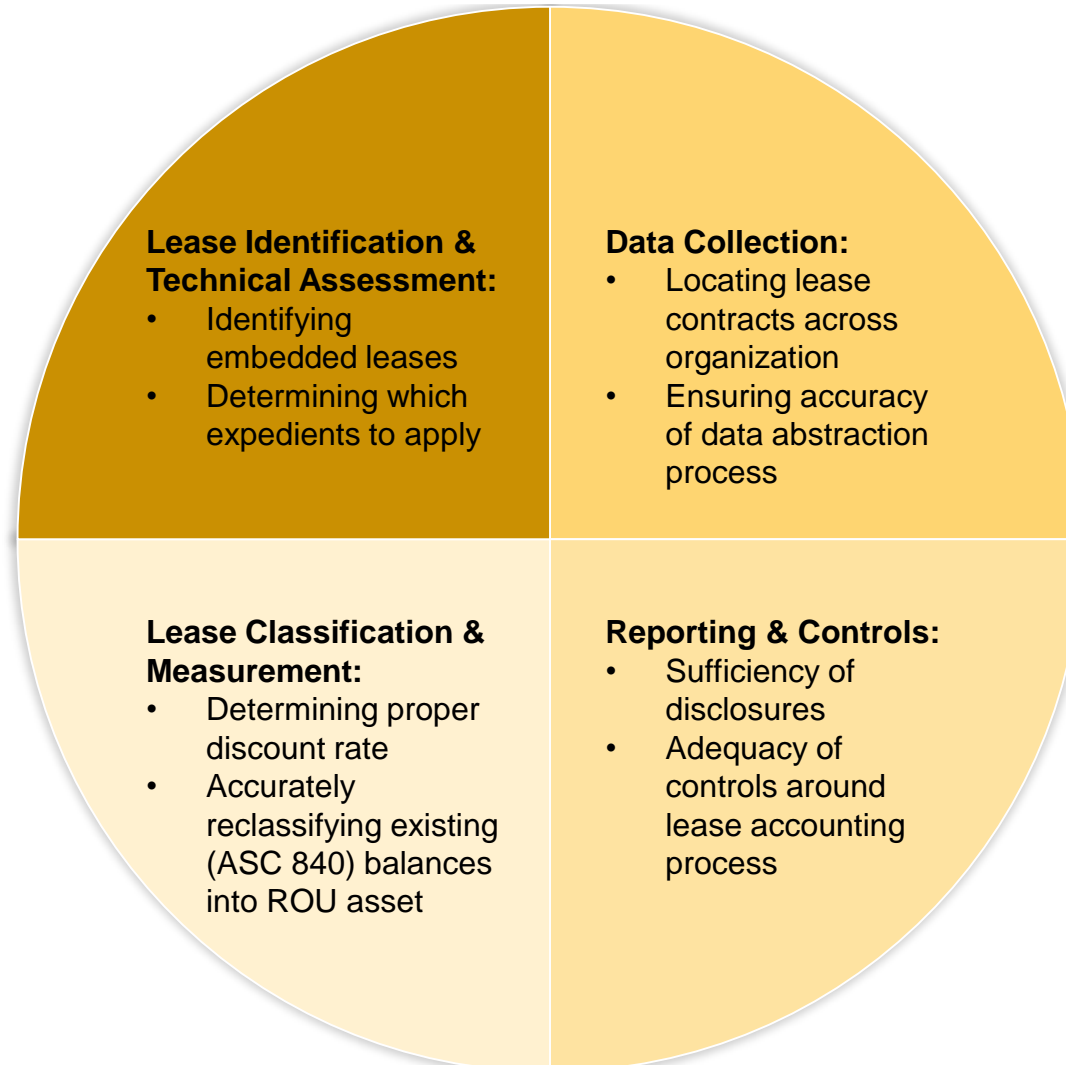 Lease Identification &
Technical Assessment:
• Identifying
embedded leases
• Determining which
expedients to apply
Data Collection:
• Locating lease
contracts across
organization
• Ensuring accuracy
of data abstraction
process
Lease Classification &
Measurement:
• Determining proper
discount rate
• Accurately
reclassifying existing
(ASC 840) balances
into ROU asset
Reporting & Controls:
• Sufficiency of
disclosures
• Adequacy of
controls around
lease accounting
process